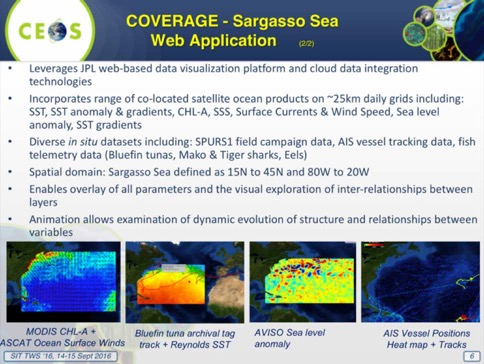 CEOS
COVERAGE - Sargasso Sea
Web Application (2/2)
• Leverages JPL web-based data visualization platform and cloud data integration
technologies
• Incorporates range of co-located satellite ocean products on ~25km daily grids including:
SST, SST anomaly & gradients, CHL-A, SSS, Surface Currents & Wind Speed, Sea level
anomaly, SST gradients
• Diverse in situ datasets including: SPURS1 field campaign data, AIS vessel tracking data, fish
telemetry data (Bluefin tunas, Mako & Tiger sharks, Eels)
• Spatial domain: Sargasso Sea defined as 15N to 45N and 80W to 20W
• Enables overlay of all parameters and the visual exploration of inter-relationships between
layers
• Animation allows examination of dynamic evolution of structure and relationships between
variables
MODIS CHL-A +
ASCAT Ocean Surface Winds
Bluefin tuna archival tag
track + Reynolds SST
AVISO Sea level
anomaly
AIS Vessel Positions
Heat map + Tracks
SIT TWS '16, 14-15 Sept 2016
6